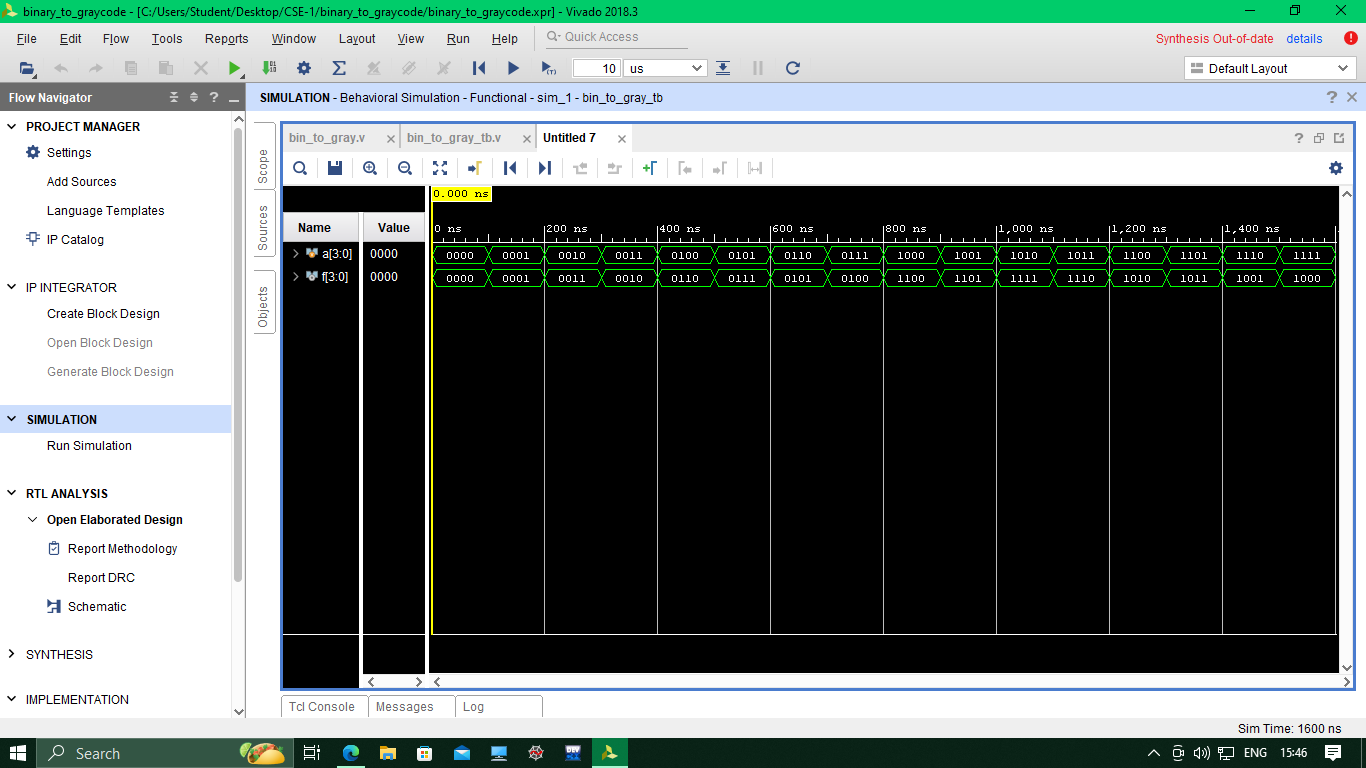 binary_to_graycode - [C:/Users/Student/Desktop/CSE-1/binary_to_graycode/binary_to_graycode.xpr] - Vivado 2018.3
File Edit Flow Tools Reports Window Layout View Run Help Quick Access Synthesis Out-of-date details
10 us Default Layout
Flow Navigator
SIMULATION - Behavioral Simulation - Functional - sim_1 - bin_to_gray_tb
PROJECT MANAGER
Settings
Add Sources
Language Templates
IP Catalog
IP INTEGRATOR
Create Block Design
Open Block Design
Generate Block Design
SIMULATION
Run Simulation
RTL ANALYSIS
Open Elaborated Design
Report Methodology
Report DRC
Schematic
SYNTHESIS
IMPLEMENTATION
Scope
Sources
Objects
bin_to_gray.v bin_to_gray_tb.v Untitled 7
0.000 ns
Name Value 0 ns 200 ns 400 ns 600 ns 800 ns 1,000 ns 1,200 ns 1,400 ns
a[3:0] 0000 0000 0001 0010 0011 0100 0101 0110 0111 1000 1001 1010 1011 1100 1101 1110 1111
f[3:0] 0000 0000 0001 0011 0010 0110 0111 0101 0100 1100 1101 1111 1110 1010 1011 1001 1000
Tcl Console Messages Log
Sim Time: 1600 ns
Search ENG 15:46